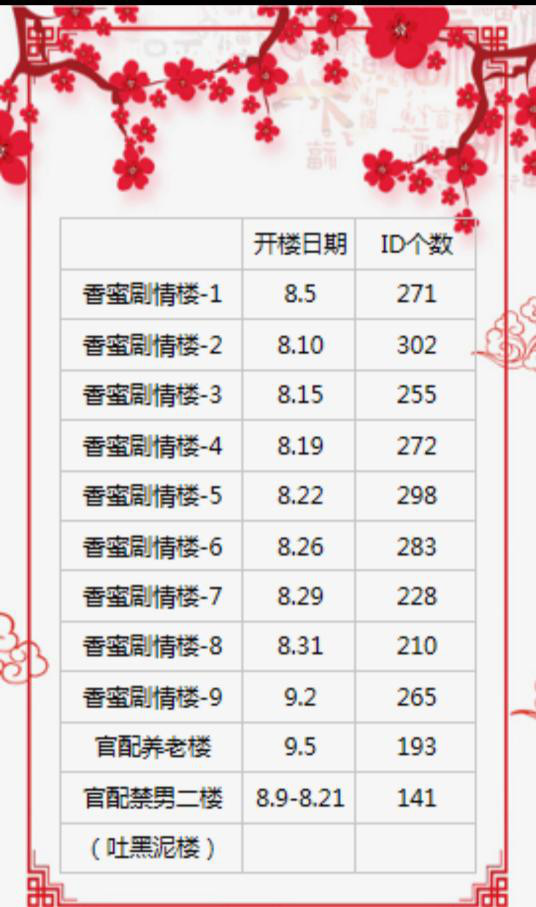 福
开楼日期 ID个数
香蜜剧情楼-1 8.5 271
香蜜剧情楼-2 8.10 302
香蜜剧情楼-3 8.15 255
香蜜剧情楼-4 8.19 272
香蜜剧情楼-5 8.22 298
香蜜剧情楼-6 8.26 283
香蜜剧情楼-7 8.29 228
香蜜剧情楼-8 8.31 210
香蜜剧情楼-9 9.2 265
官配养老楼 9.5 193
官配禁男二楼 8.9-8.21 141
（吐黑泥楼）